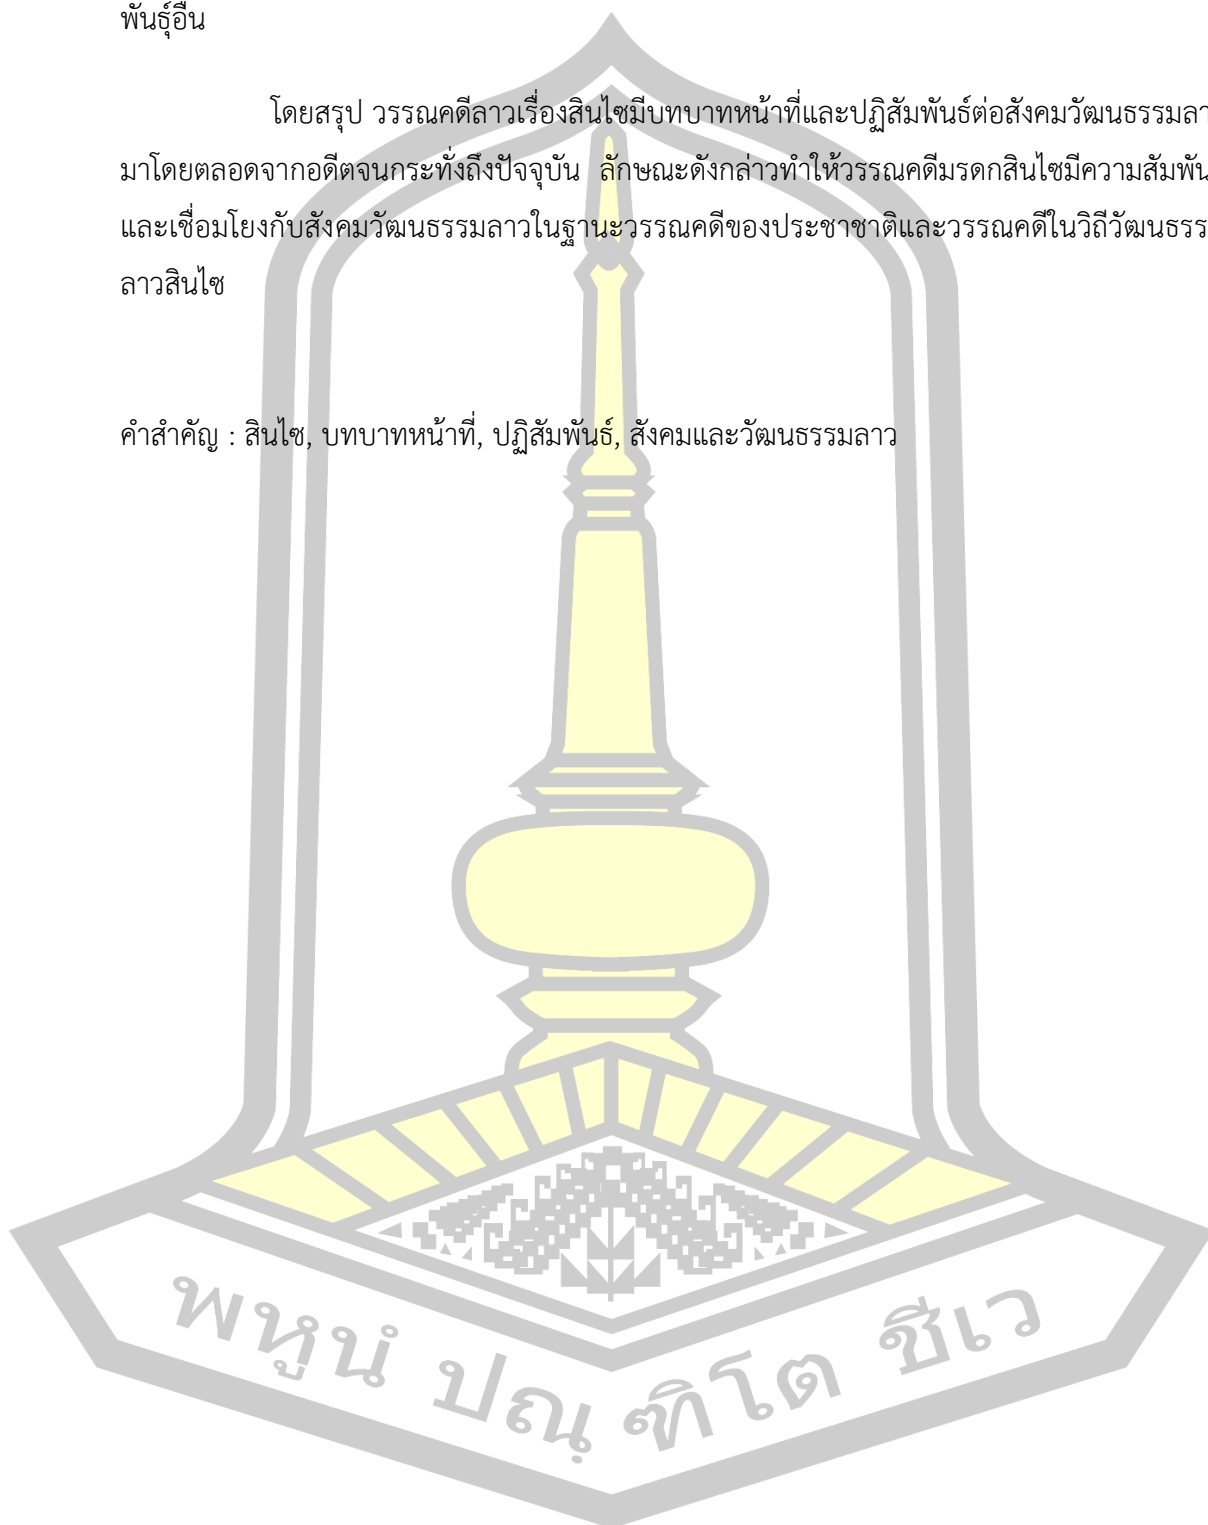 พันธุ์อื่น
โดยสรุป วรรณคดีลาวเรื่องสินไซมีบทบาทหน้าที่และปฏิสัมพันธ์ต่อสังคมวัฒนธรรมลา
มาโดยตลอดจากอดีตจนกระทั่งถึงปัจจุบัน ลักษณะดังกล่าวทำให้วรรณคดีมรดกสินไซมีความสัมพัน
และเชื่อมโยงกับสังคมวัฒนธรรมลาวในฐานะวรรณคดีของประชาชาติและวรรณคดีในวิถีวัฒนธรร
ลาวสินไซ
คำสำคัญ : สินไซ, บทบาทหน้าที่, ปฏิสัมพันธ์, สังคมและวัฒนธรรมลาว
พหูนํ ปณฺฑิโต ชีเว